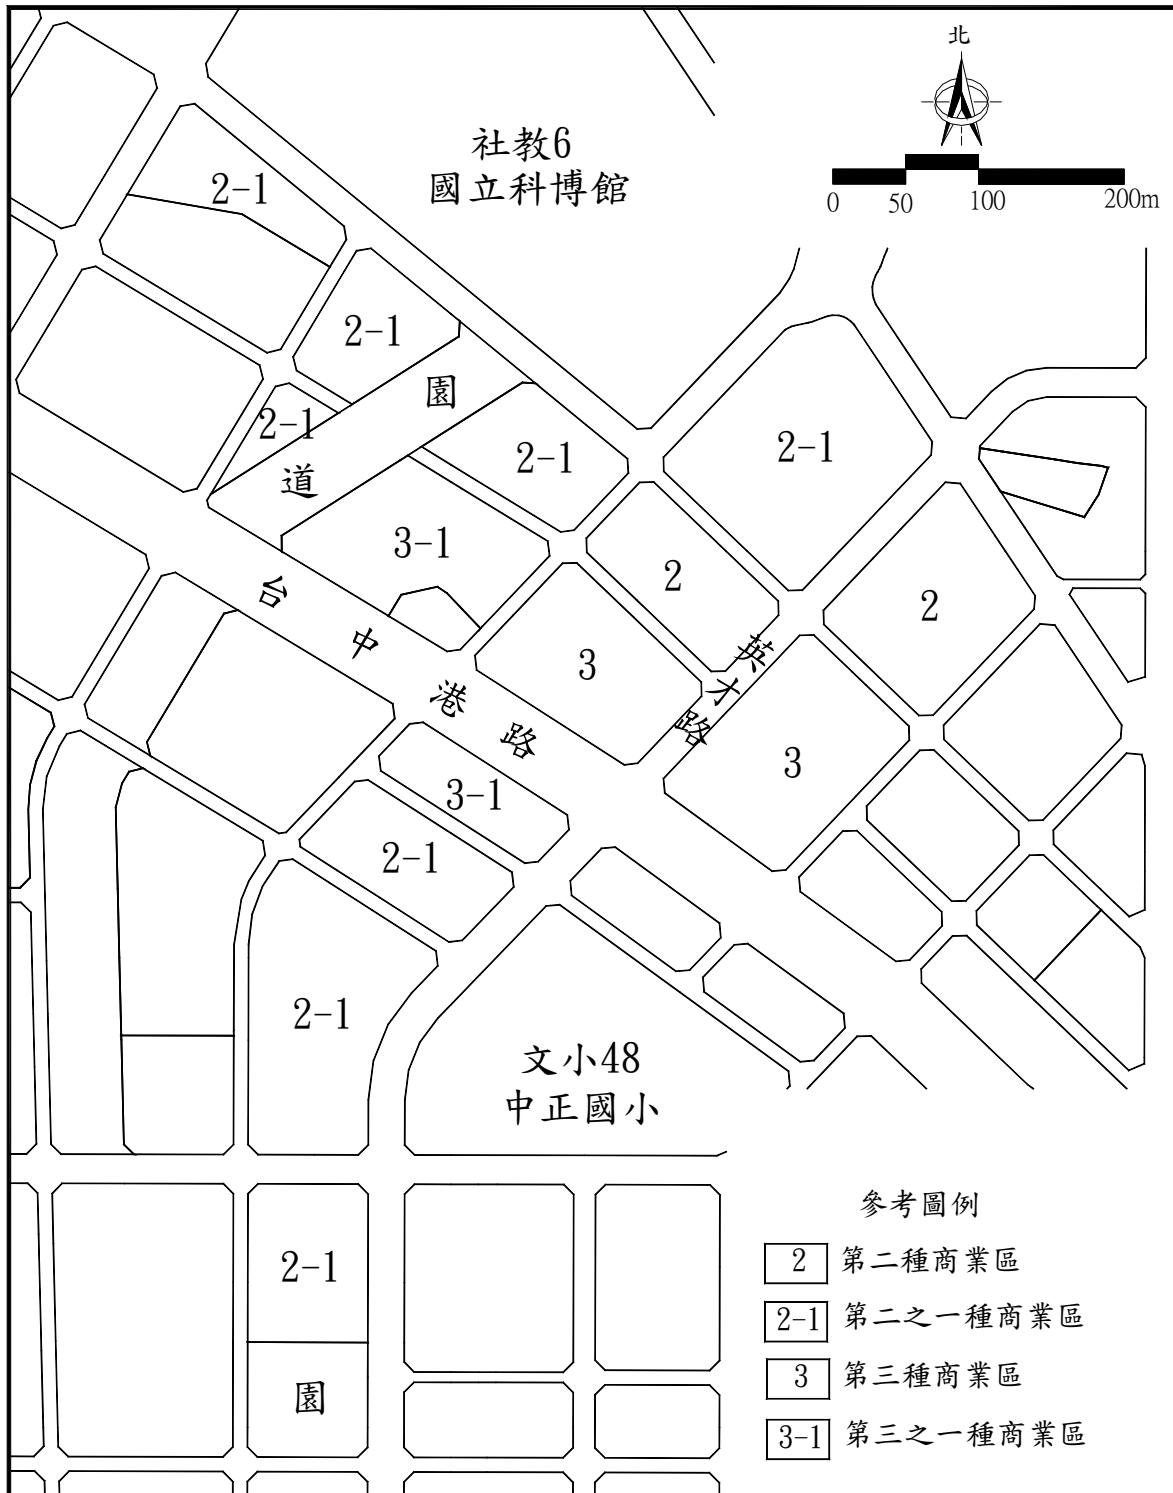 北
社教6
國立科博館
0 50 100 200m
2-1
2-1
園
2-1
道
2-1
2-1
3-1
2
2
台中港路
英才路
3
3
3-1
2-1
2-1
文小48
中正國小
2-1
園
參考圖例
2 第二種商業區
2-1 第二之一種商業區
3 第三種商業區
3-1 第三之一種商業區